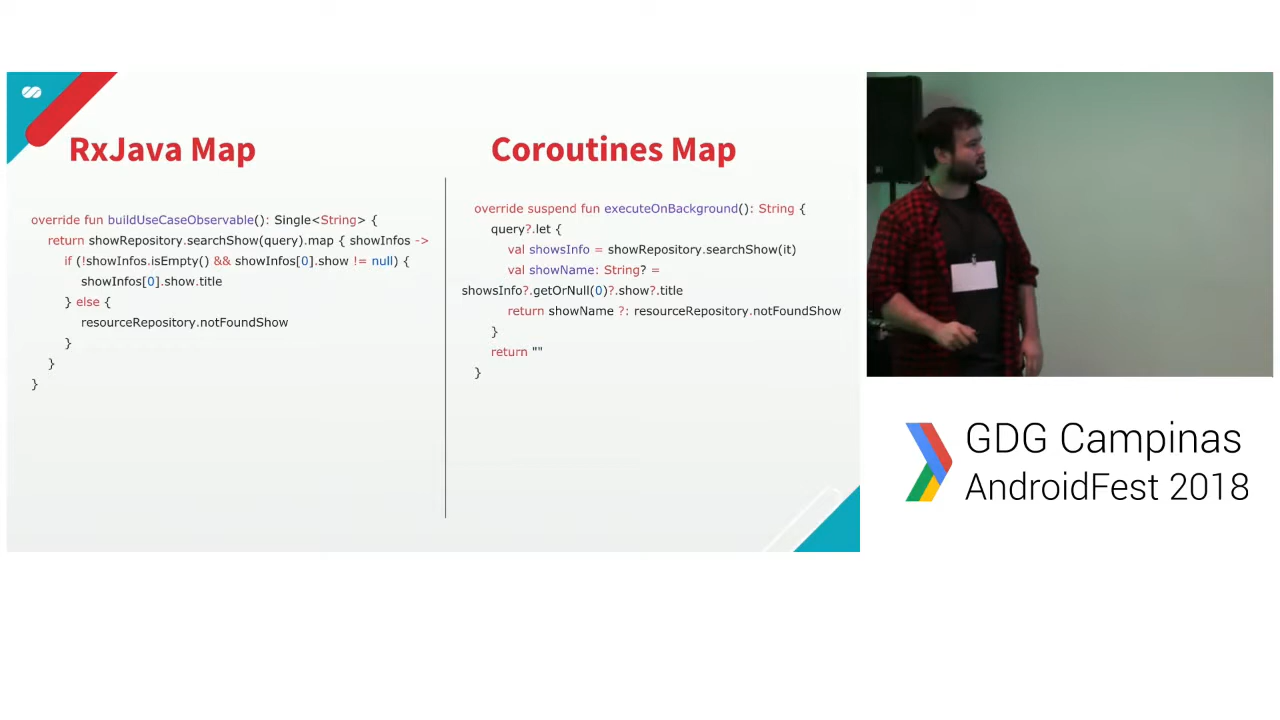 RxJava Map
override fun buildUseCaseObservable(): Single<String> {
return showRepository.searchShow(query).map { showInfos ->
if (!showInfos.isEmpty() && showInfos[0].show != null) {
showInfos[0].show.title
} else {
resourceRepository.notFoundShow
}
}
}
Coroutines Map
override suspend fun executeOnBackground(): String {
query?.let {
val showsInfo = showRepository.searchShow(it)
val showName: String? =
showsInfo?.getOrNull(0)?.show?.title
return showName ?: resourceRepository.notFoundShow
}
return ""
}
GDG Campinas
AndroidFest 2018